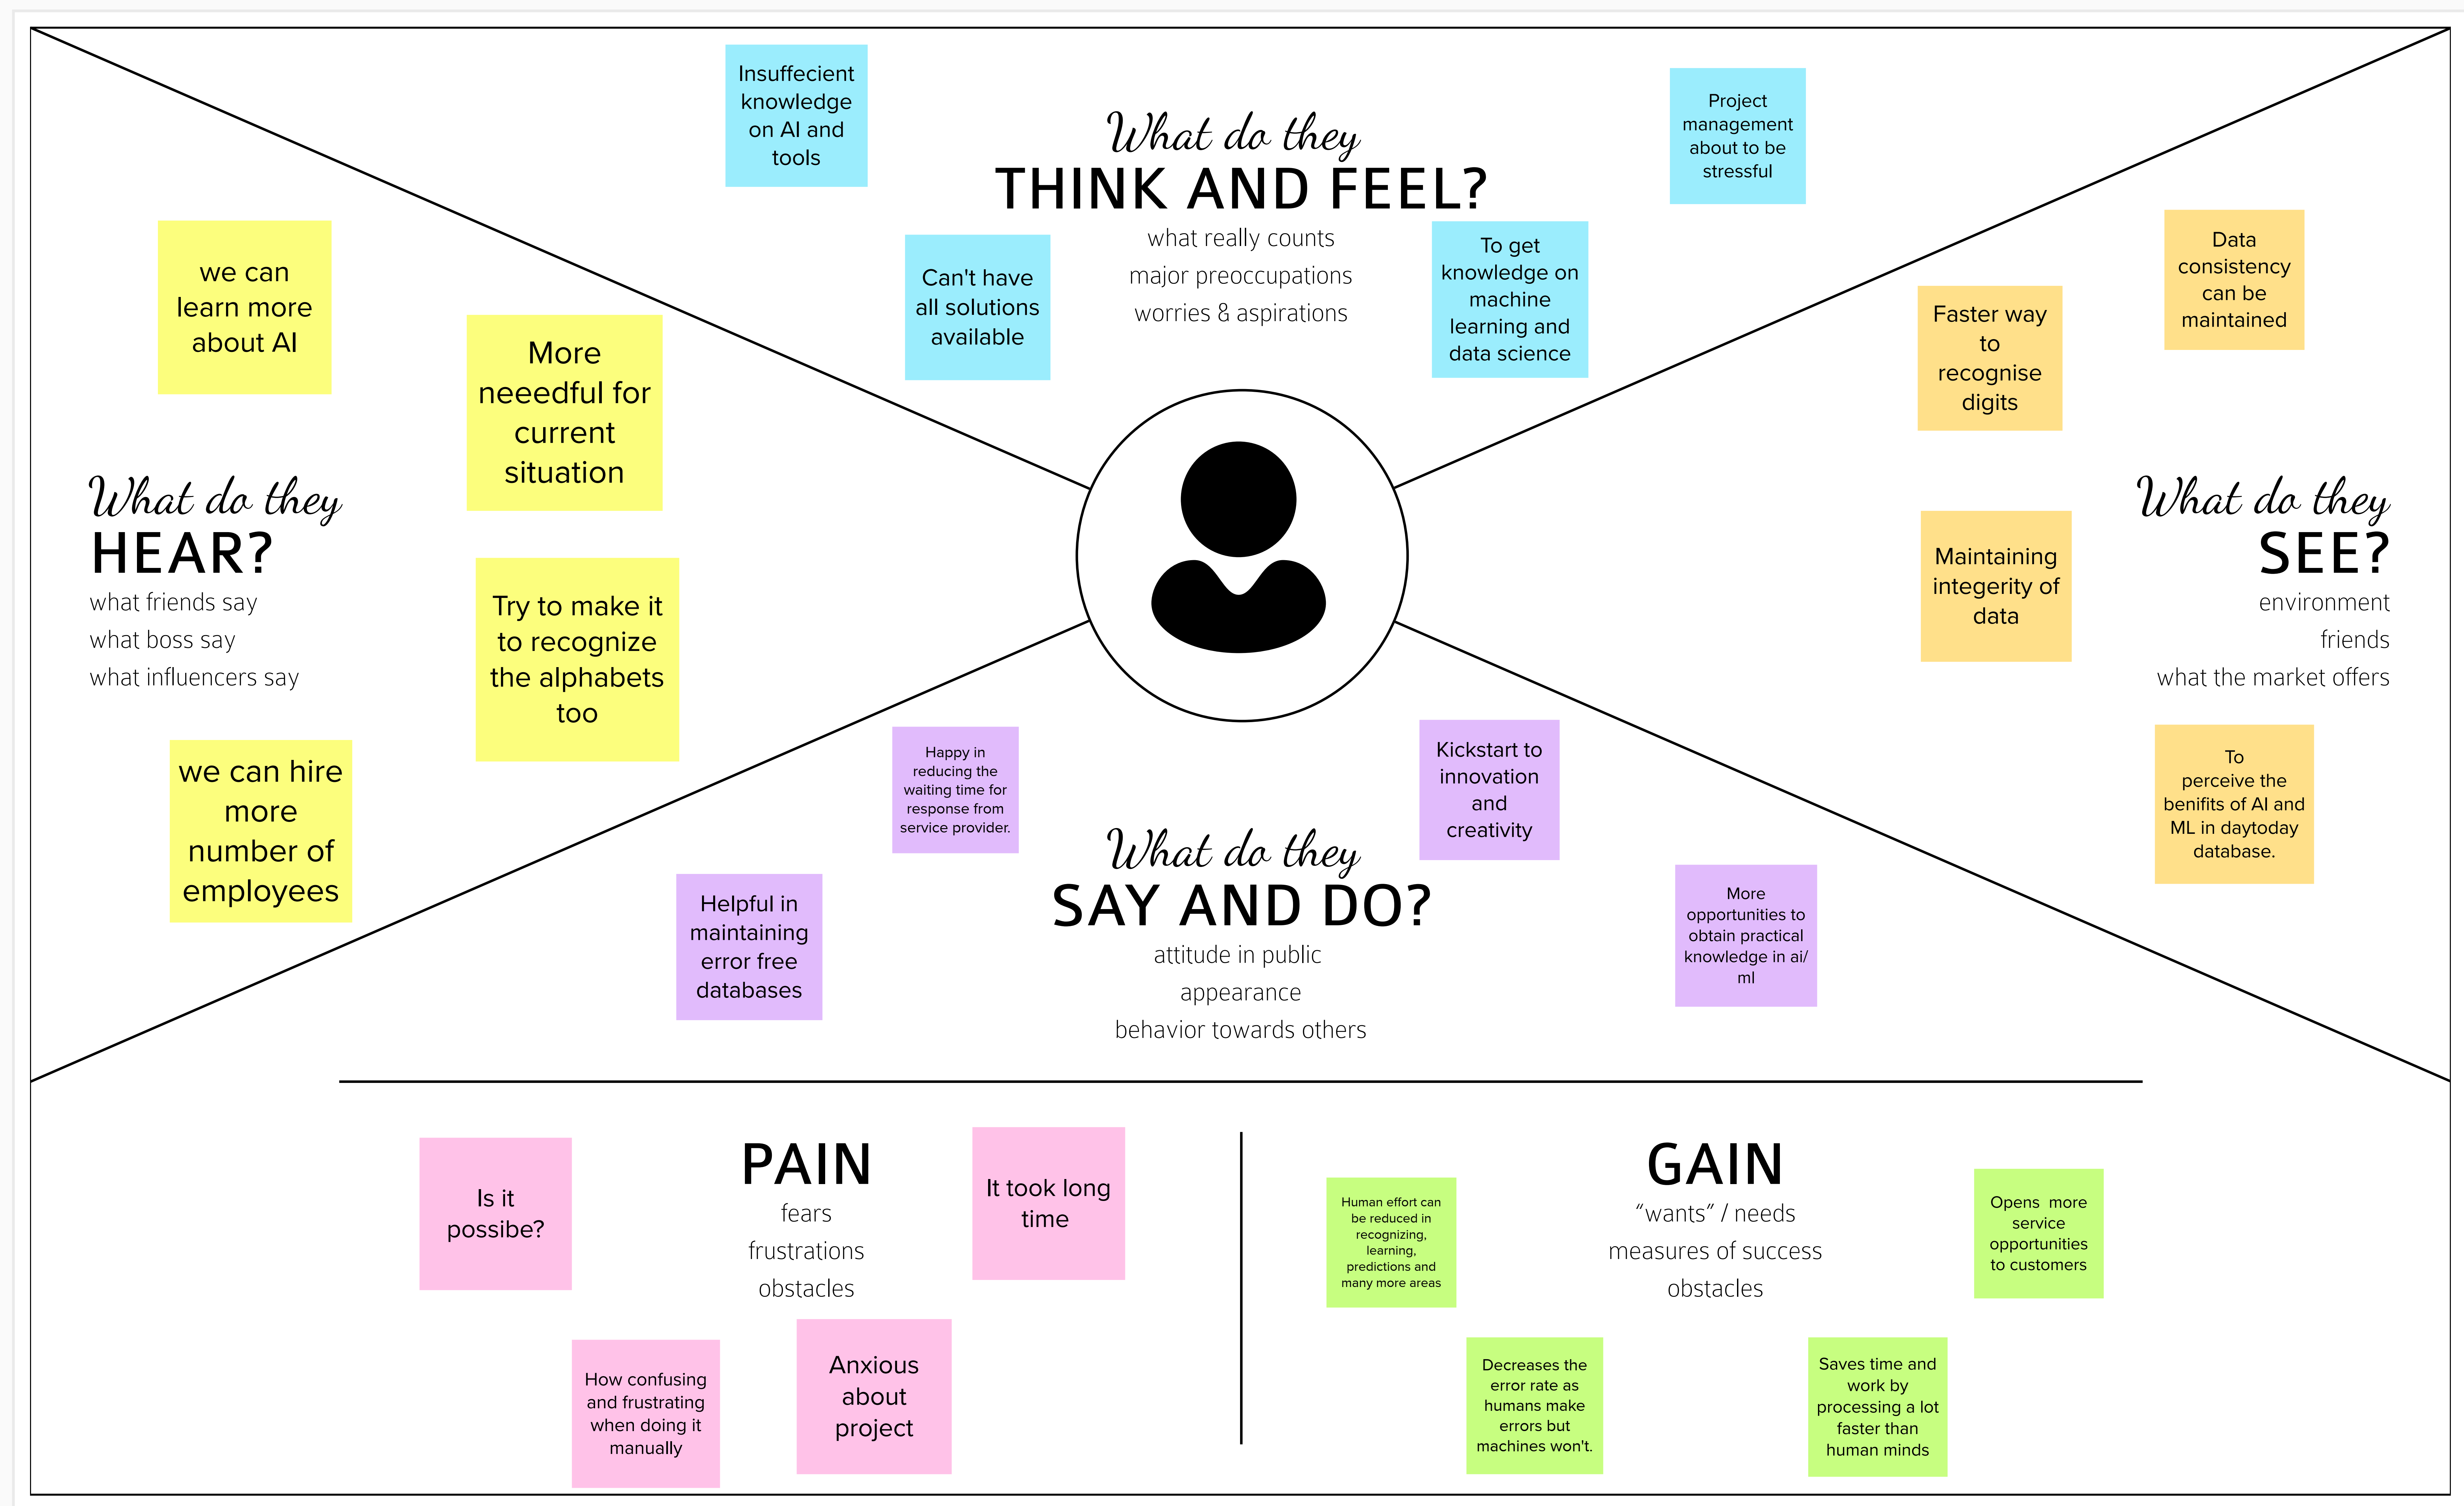 Insuffecient
knowledge
on AI and
tools
What do they
THINK AND FEEL?
what really counts
major preoccupations
worries & aspirations
Can't have
all solutions
available
To get
knowledge on
machine
learning and
data science
Project
management
about to be
stressful
we can
learn more
about AI
More
neeedful for
current
situation
What do they
HEAR?
what friends say
what boss say
what influencers say
Try to make it
to recognize
the alphabets
too
we can hire
more
number of
employees
Data
consistency
can be
maintained
Faster way
to
recognise
digits
What do they
SEE?
environment
friends
what the market offers
Maintaining
integerity of
data
To
perceive the
benifits of AI and
ML in daytoday
database.
Happy in
reducing the
waiting time for
response from
service provider.
Kickstart to
innovation
and
creativity
What do they
SAY AND DO?
attitude in public
appearance
behavior towards others
Helpful in
maintaining
error free
databases
More
opportunities to
obtain practical
knowledge in ai/
ml
PAIN
fears
frustrations
obstacles
Is it
possibe?
It took long
time
How confusing
and frustrating
when doing it
manually
Anxious
about
project
GAIN
“wants” / needs
measures of success
obstacles
Human effort can
be reduced in
recognizing,
learning,
predictions and
many more areas
Opens  more
service
opportunities
to customers
Decreases the
error rate as
humans make
errors but
machines won't.
Saves time and
work by
processing a lot
faster than
human minds